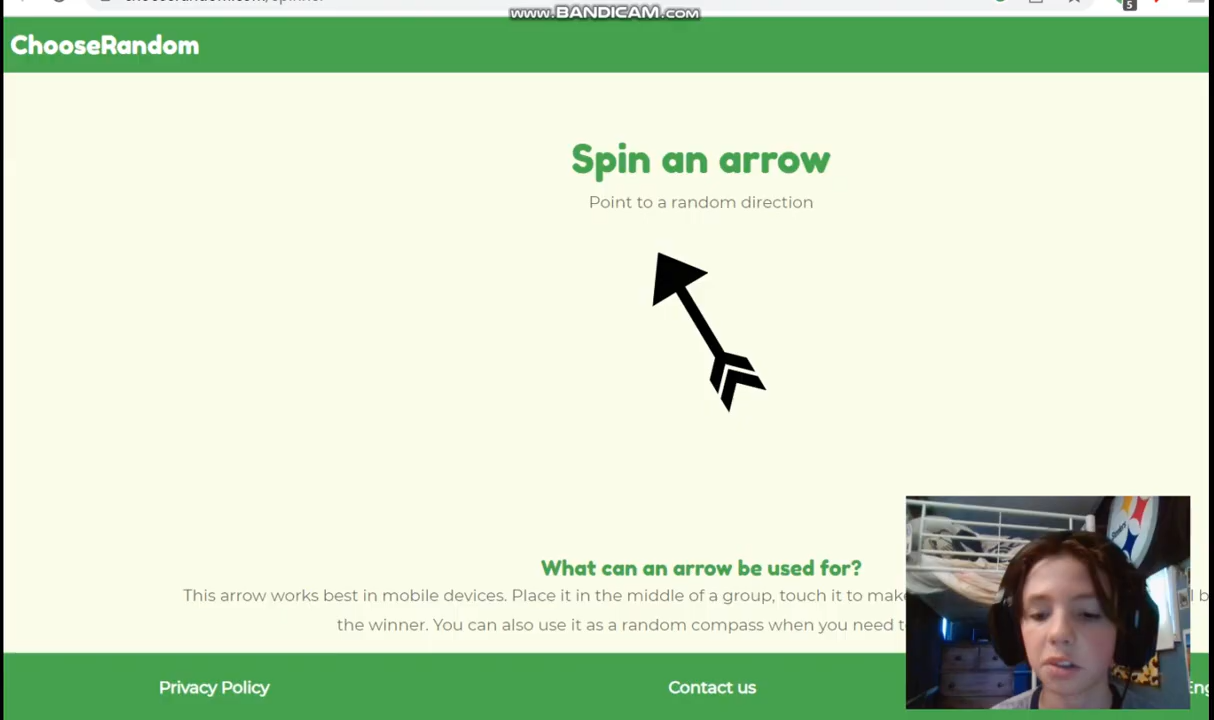 www.BANDICAM.com
5
ChooseRandom
Spin an arrow
Point to a random direction
What can an arrow be used for?
This arrow works best in mobile devices. Place it in the middle of a group, touch it to
the winner. You can also use it as a random compass when you need
Privacy Policy
Contact us
Steelers